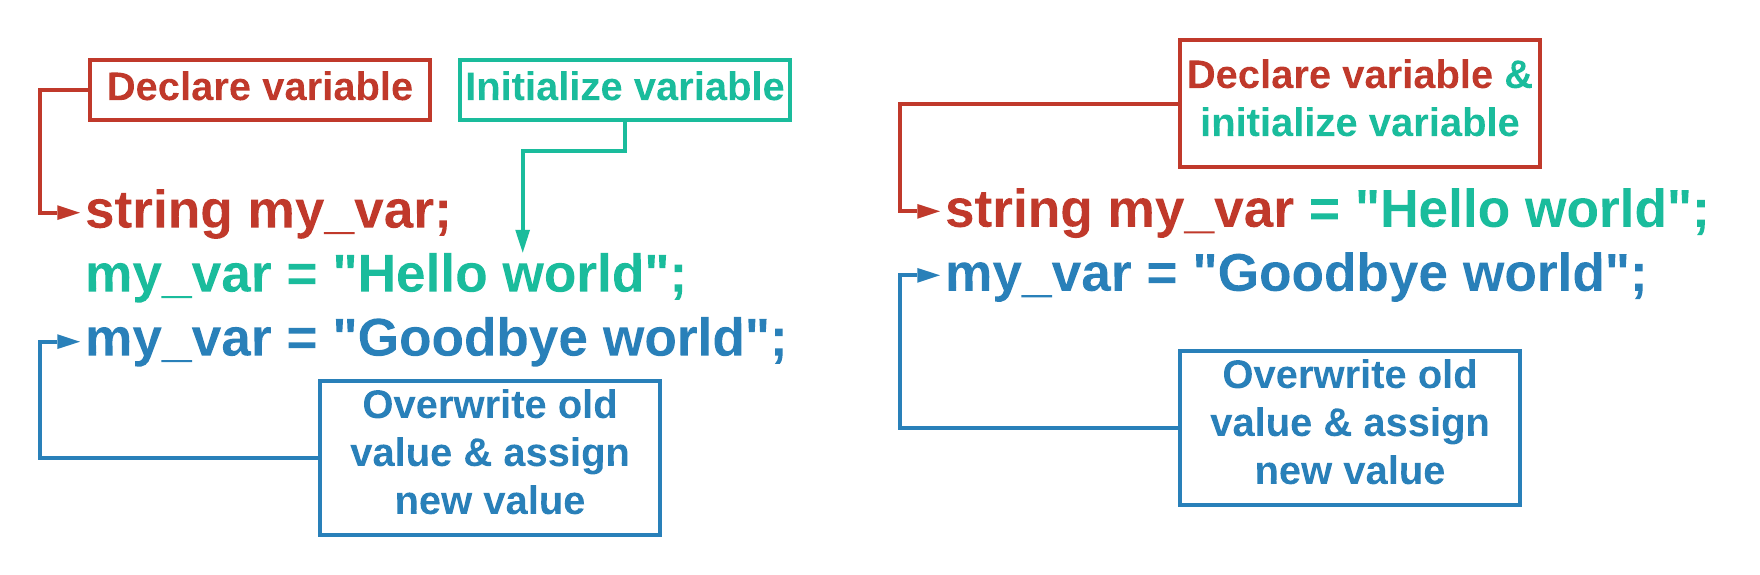 Declare variable
Initialize variable
string my_var;
my_var = "Hello world";
my_var = "Goodbye world";
Overwrite old
value & assign
new value
Declare variable &
initialize variable
string my_var = "Hello world";
my_var = "Goodbye world";
Overwrite old
value & assign
new value